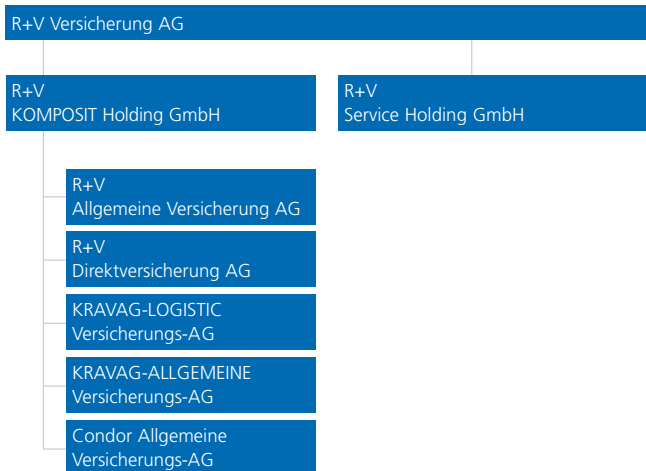 R+V Versicherung AG
R+V
KOMPOSIT Holding GmbH
R+V
Service Holding GmbH
R+V
Allgemeine Versicherung AG
R+V
Direktversicherung AG
KRAVAG-LOGISTIC
Versicherungs-AG
KRAVAG-ALLGEMEINE
Versicherungs-AG
Condor Allgemeine
Versicherungs-AG